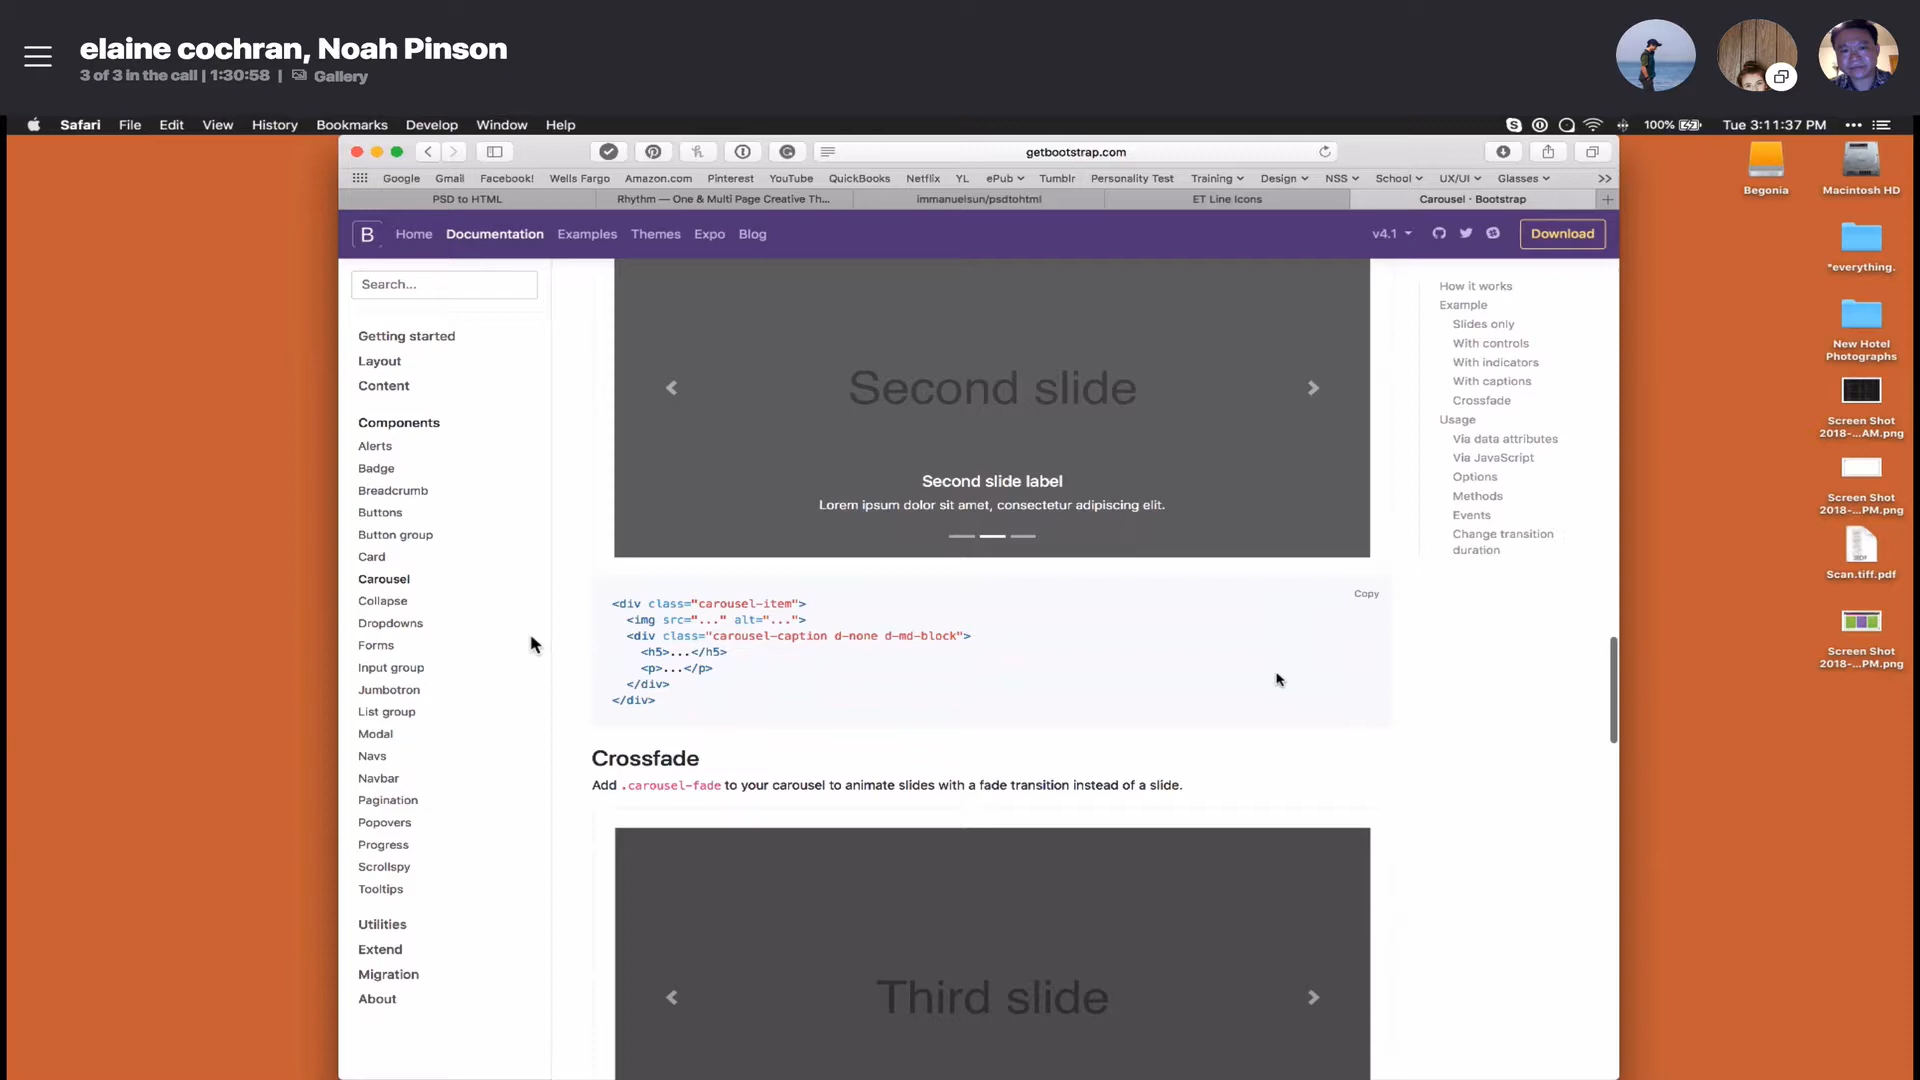 elaine cochran, Noah Pinson
3 of 3 in the call | 1:30:58 | Gallery
Safari File Edit View History Bookmarks Develop Window Help
100% Tue 3:11:37 PM
getbootstrap.com
Google Gmail Facebook! Wells Fargo Amazon.com Pinterest YouTube QuickBooks Netflix YL ePub Tumblr Personality Test Training Design NSS School UX/UI Glasses
PSD to HTML
Rhythm — One & Multi Page Creative Th...
immanuelsun/psdtohtml
ET Line Icons
Carousel · Bootstrap
B Home Documentation Examples Themes Expo Blog
v4.1
Download
Search...
Getting started
Layout
Content
Components
Alerts
Badge
Breadcrumb
Buttons
Button group
Card
Carousel
Collapse
Dropdowns
Forms
Input group
Jumbotron
List group
Modal
Navs
Navbar
Pagination
Popovers
Progress
Scrollspy
Tooltips
Utilities
Extend
Migration
About
Second slide
Second slide label
Lorem ipsum dolor sit amet, consectetur adipiscing elit.
Copy
<div class="carousel-item">
<img src="..." alt="...">
<div class="carousel-caption d-none d-md-block">
<h5>...</h5>
<p>...</p>
</div>
</div>
Crossfade
Add .carousel-fade to your carousel to animate slides with a fade transition instead of a slide.
Third slide
How it works
Example
Slides only
With controls
With indicators
With captions
Crossfade
Usage
Via data attributes
Via JavaScript
Options
Methods
Events
Change transition
duration
Begonia
Macintosh HD
*everything.
New Hotel
Photographs
Screen Shot
2018-...AM.png
Screen Shot
2018-...PM.png
Scan.tiff.pdf
Screen Shot
2018-...PM.png